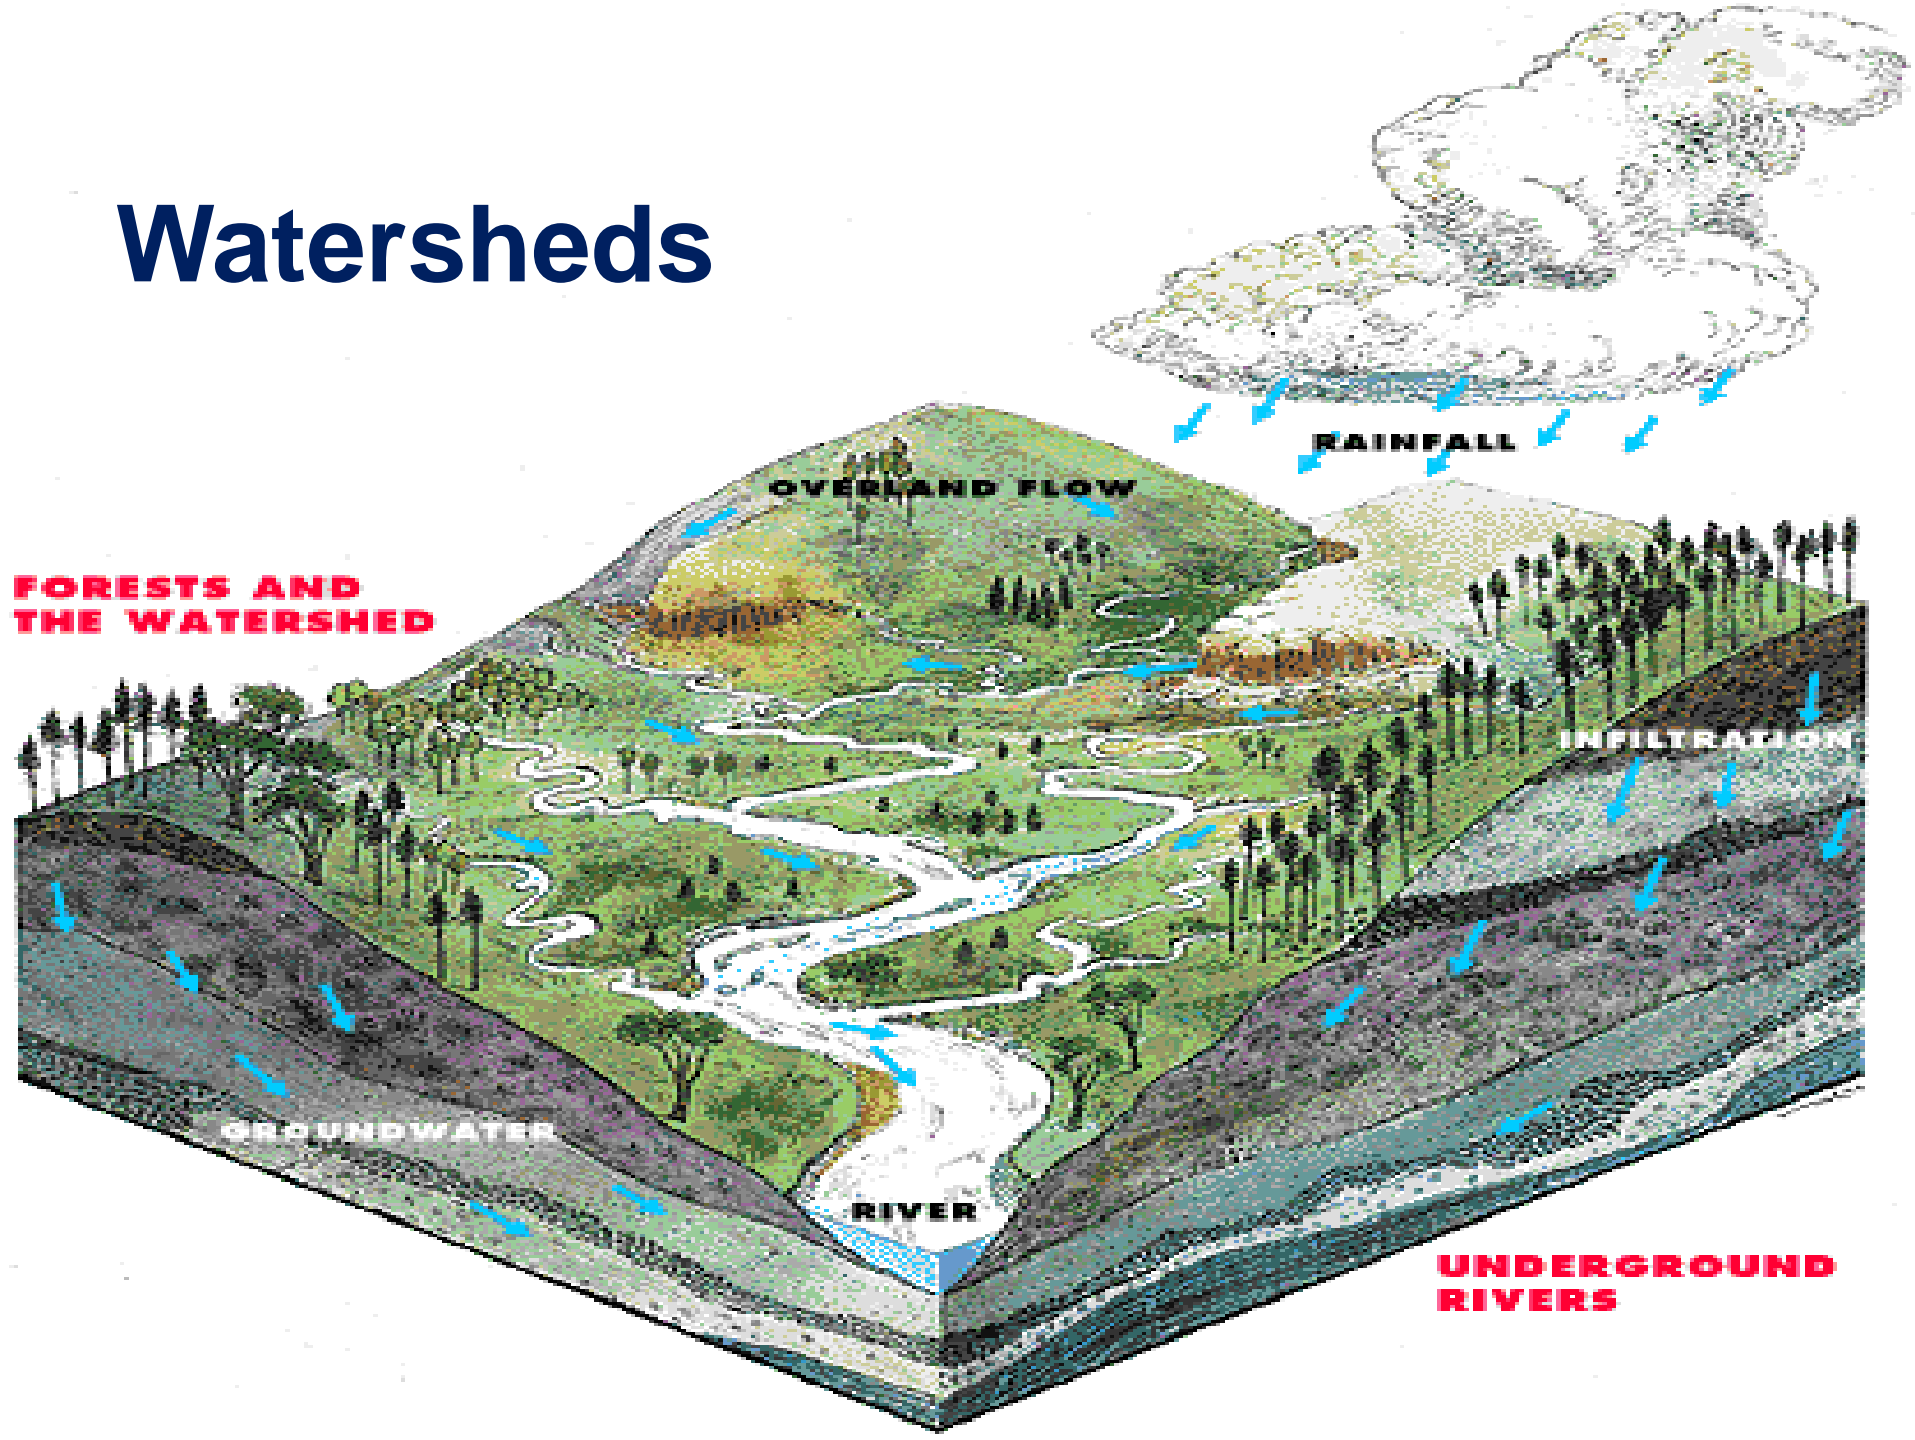 Watersheds
RAINFALL
OVERLAND FLOW
FORESTS AND
THE WATERSHED
INFILTRATION
GROUNDWATER
RIVER
UNDERGROUND
RIVERS